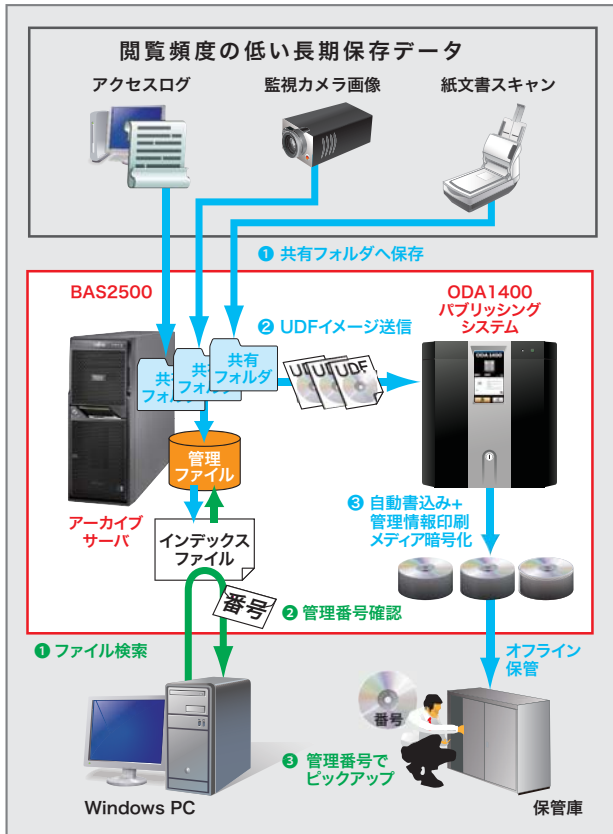 閲覧頻度の低い長期保存データ
アクセスログ
監視カメラ画像
紙文書スキャン
❶ 共有フォルダへ保存
BAS2500
ODA1400
パブリッシング
システム
❷ UDFイメージ送信
共有
フォルダ
共有
フォルダ
共有
フォルダ
UDF
UDF
UDF
ODA 1400
管理
ファイル
アーカイブ
サーバ
インデックス
ファイル
❸ 自動書込み+
管理情報印刷
メディア暗号化
番号
❷ 管理番号確認
❶ ファイル検索
オフライン
保管
番号
❸ 管理番号で
ピックアップ
Windows PC
保管庫